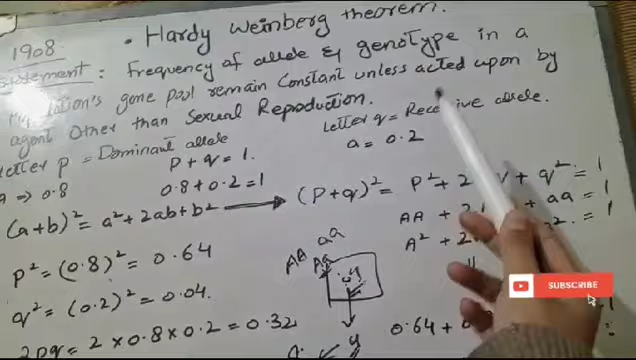 1908.
• Hardy Weinberg theorem.
Statement: Frequency of allele & genotype in a
Population's gene pool remain Constant unless acted upon by
agent Other than Sexual Reproduction.
Letter P = Dominant allele
Letter q = Recessive allele.
A => 0.8
P + q = 1.
a = 0.2
0.8 + 0.2 = 1
(a+b)² = a² + 2ab + b² → (P+q)² = P² + 2 + q² = 1
AA + 2 + aa = 1
P² = (0.8)² = 0.64
A² + 2 = 1
aa
AA Aa
q² = (0.2)² = 0.04.
2pq = 2 × 0.8 × 0.2 = 0.32
0.64 +
SUBSCRIBE